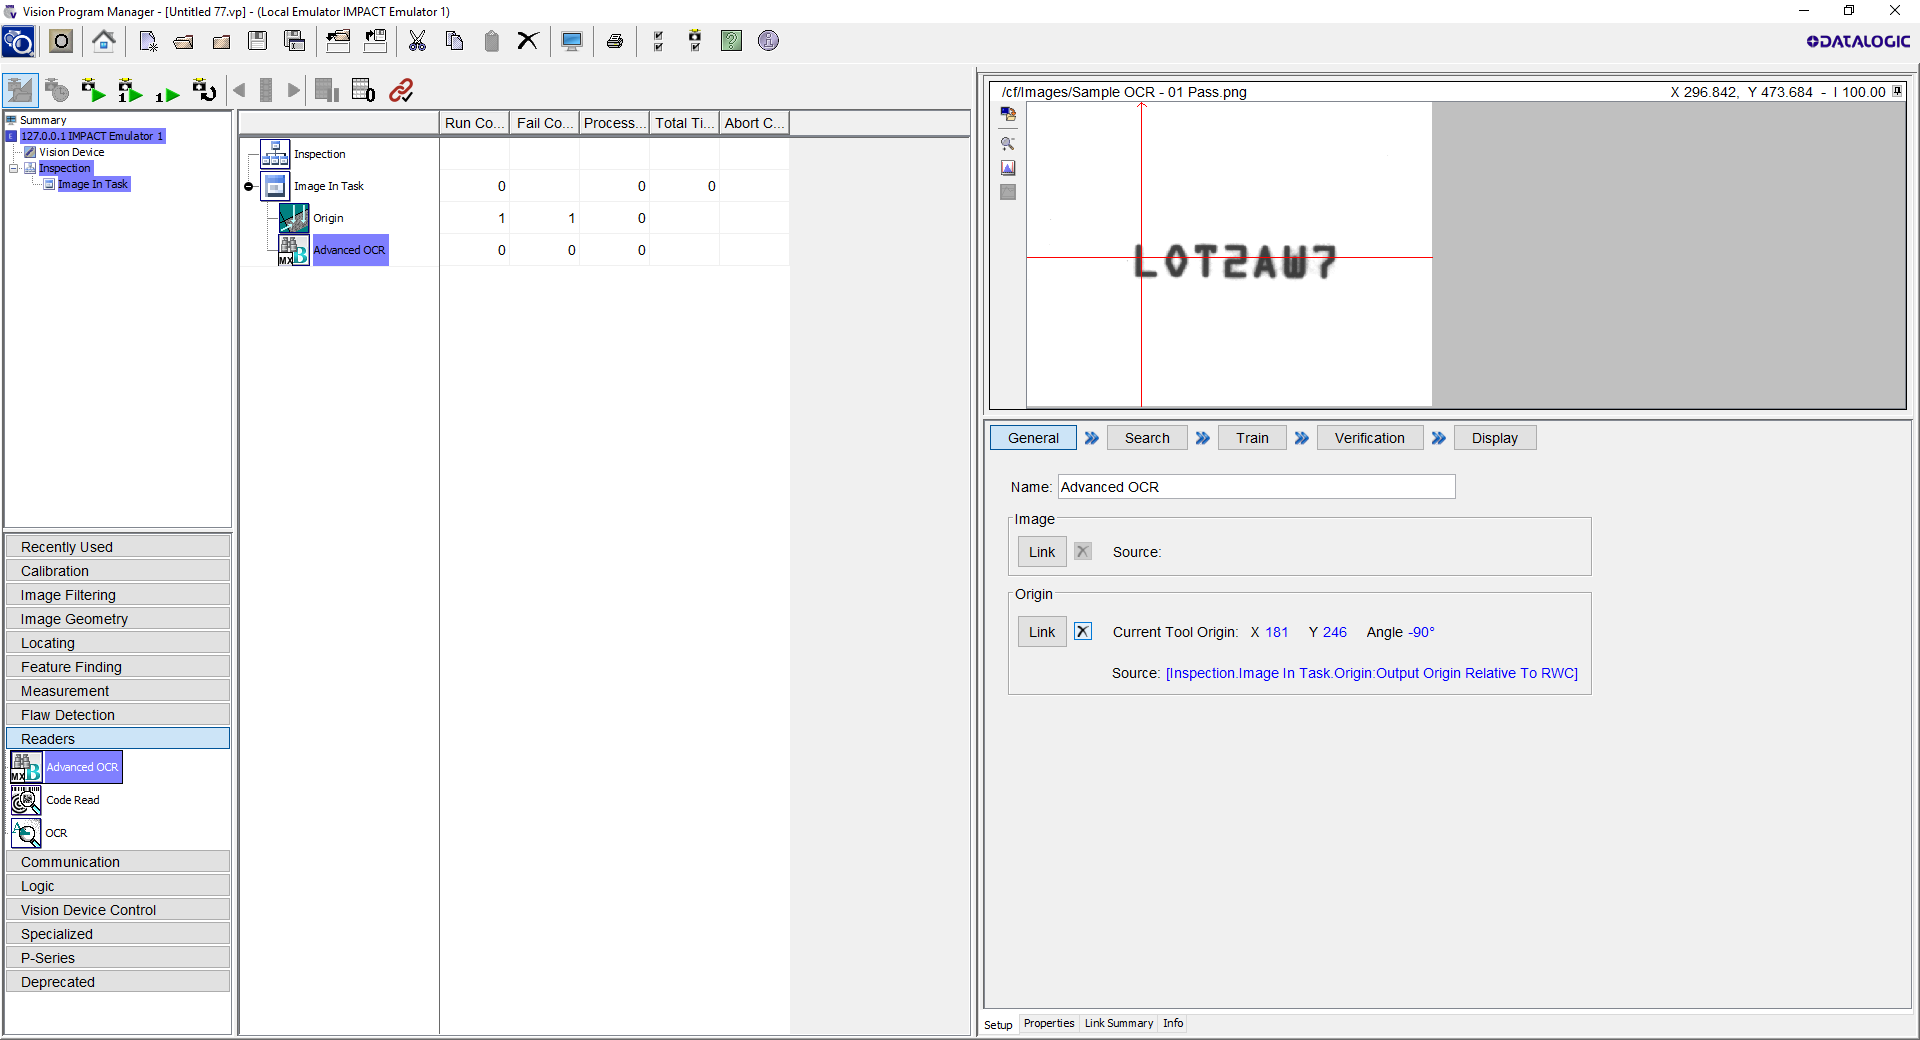 Vision Program Manager - [Untitled 77.vp] - (Local Emulator IMPACT Emulator 1)
DATALOGIC
Summary
127.0.0.1 IMPACT Emulator 1
Vision Device
Inspection
Image In Task
Recently Used
Calibration
Image Filtering
Image Geometry
Locating
Feature Finding
Measurement
Flaw Detection
Readers
Advanced OCR
Code Read
OCR
Communication
Logic
Vision Device Control
Specialized
P-Series
Deprecated
Run Co... Fail Co... Process... Total Ti... Abort C...
Inspection
Image In Task 0 0 0
Origin 1 1 0
MX B Advanced OCR 0 0 0
/cf/Images/Sample OCR - 01 Pass.png X 296.842, Y 473.684 - I 100.00
LOT2AW7
General Search Train Verification Display
Name: Advanced OCR
Image
Link Source:
Origin
Link Current Tool Origin: X 181 Y 246 Angle -90°
Source: [Inspection.Image In Task.Origin:Output Origin Relative To RWC]
Setup Properties Link Summary Info